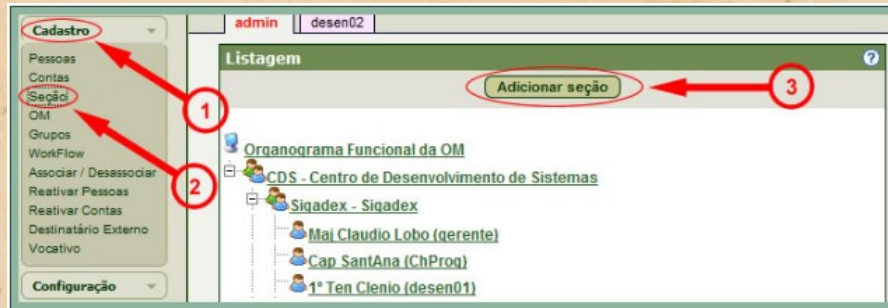 Cadastro
Pessoas
Contas
Seção
OM
Grupos
WorkFlow
Associar / Desassociar
Reativar Pessoas
Reativar Contas
Destinatário Externo
Vocativo
Configuração
1
2
admin desen02
Listagem ?
Adicionar seção 3
Organograma Funcional da OM
CDS - Centro de Desenvolvimento de Sistemas
Sigadex - Sigadex
Maj Claudio Lobo (gerente)
Cap SantAna (ChProg)
1° Ten Clenio (desen01)